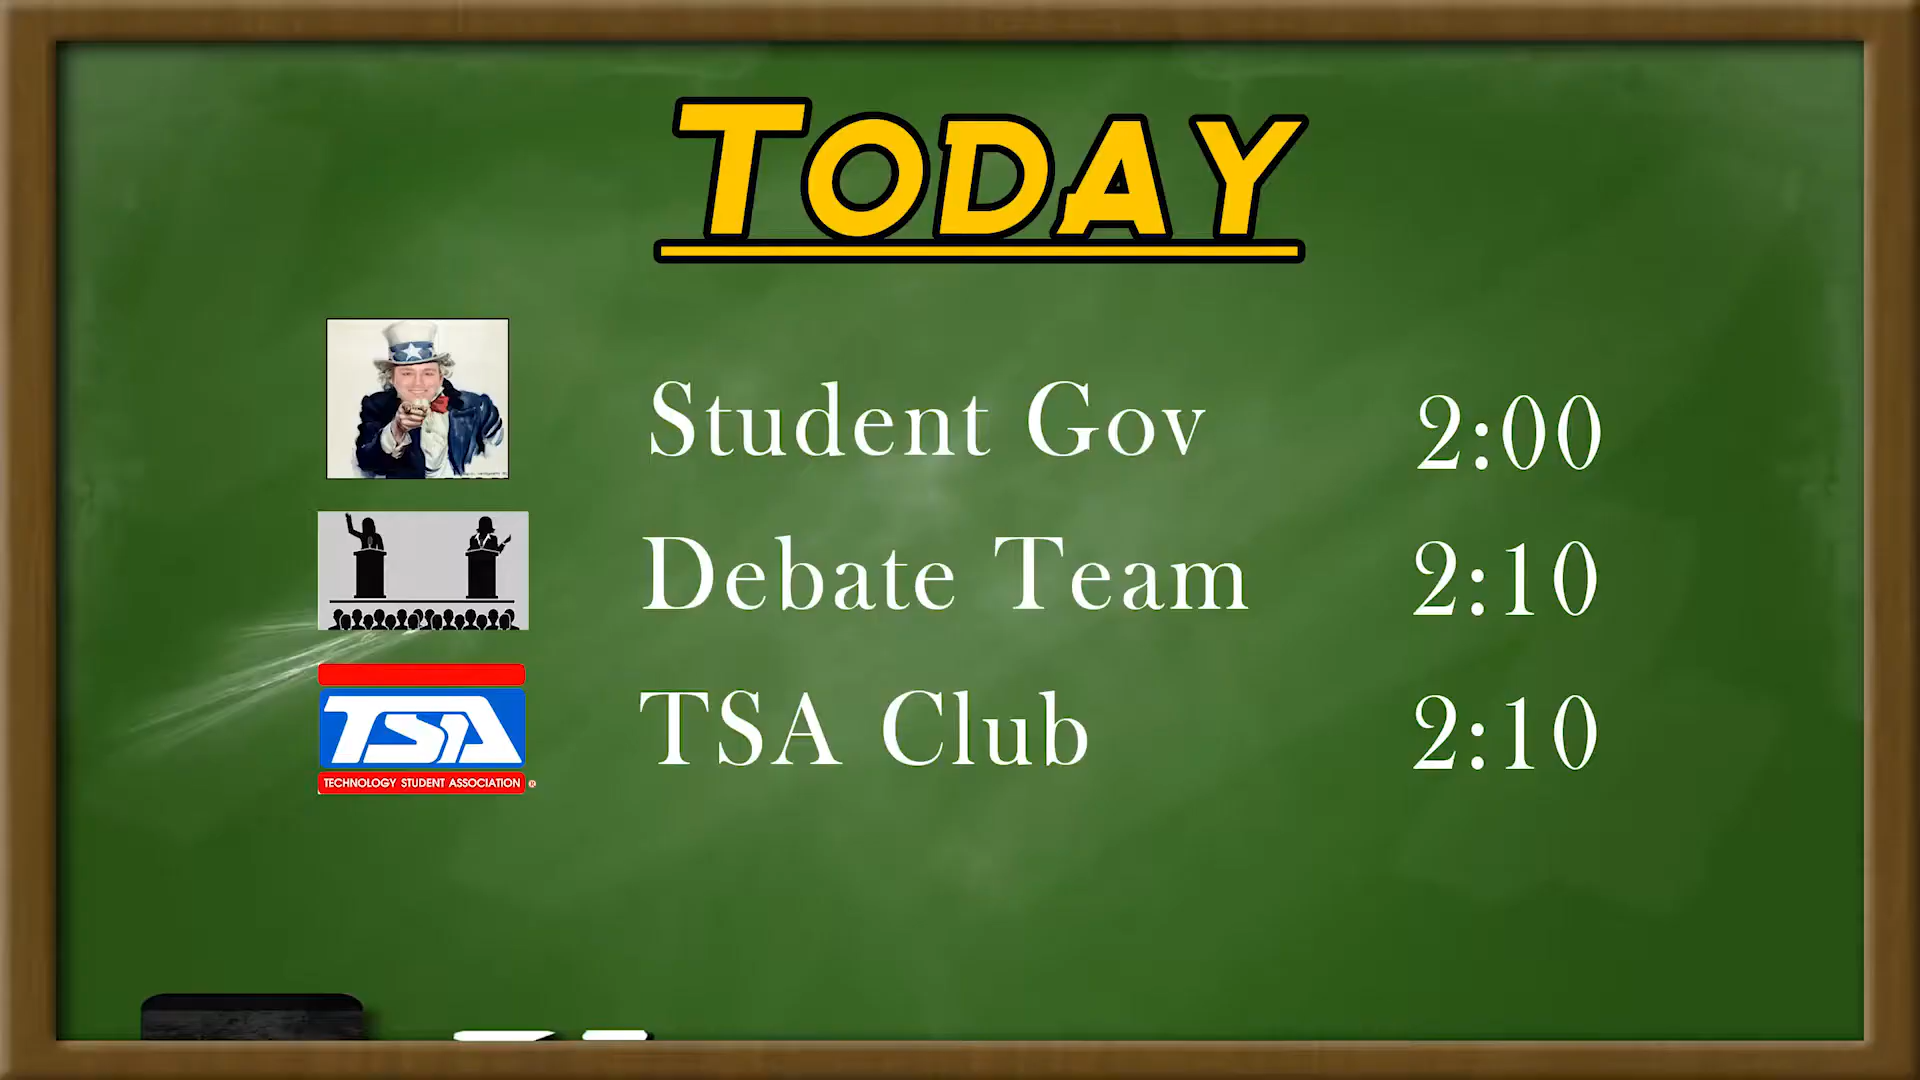 Today
Student Gov 2:00
Debate Team 2:10
TSA
TECHNOLOGY STUDENT ASSOCIATION ®
TSA Club 2:10